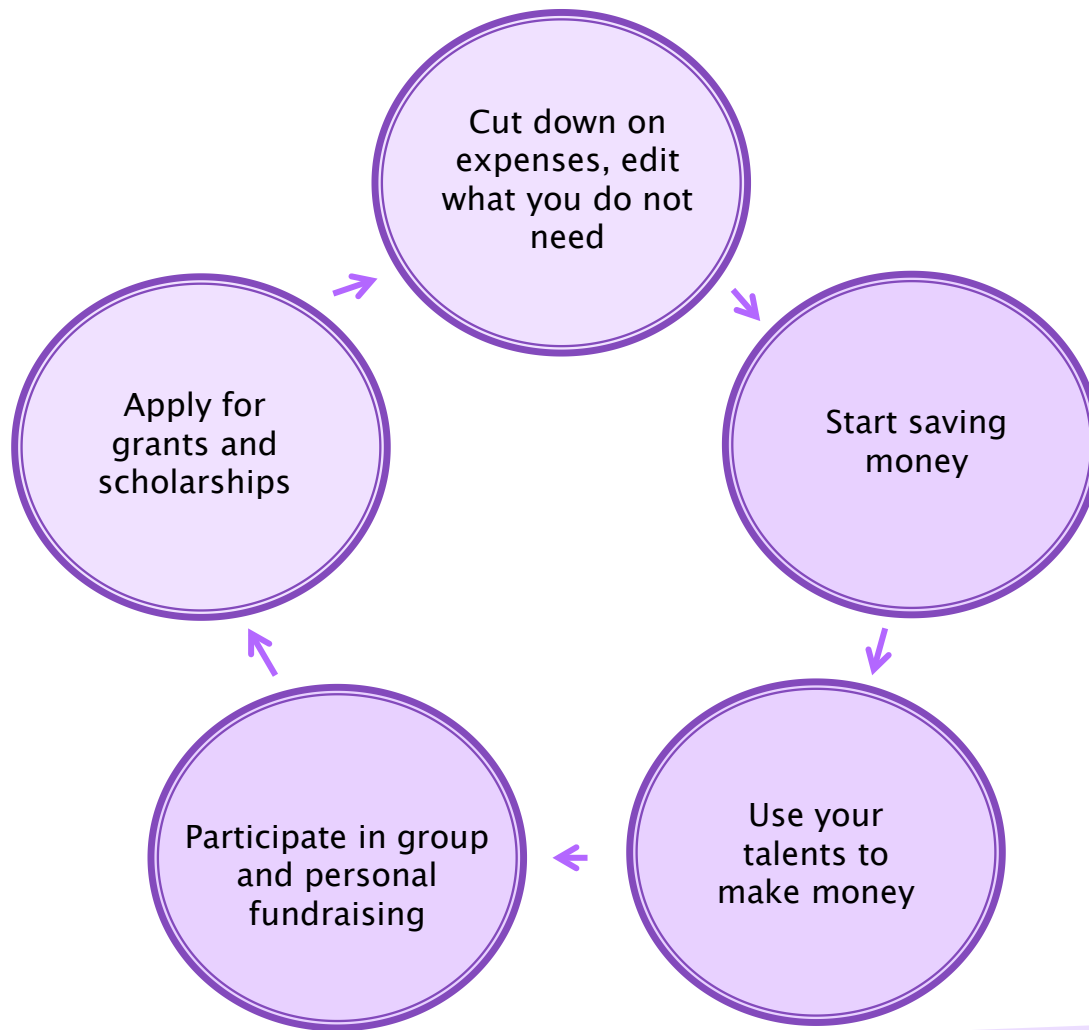 Cut down on
expenses, edit
what you do not
need
Start saving
money
Use your
talents to
make money
Participate in group
and personal
fundraising
Apply for
grants and
scholarships